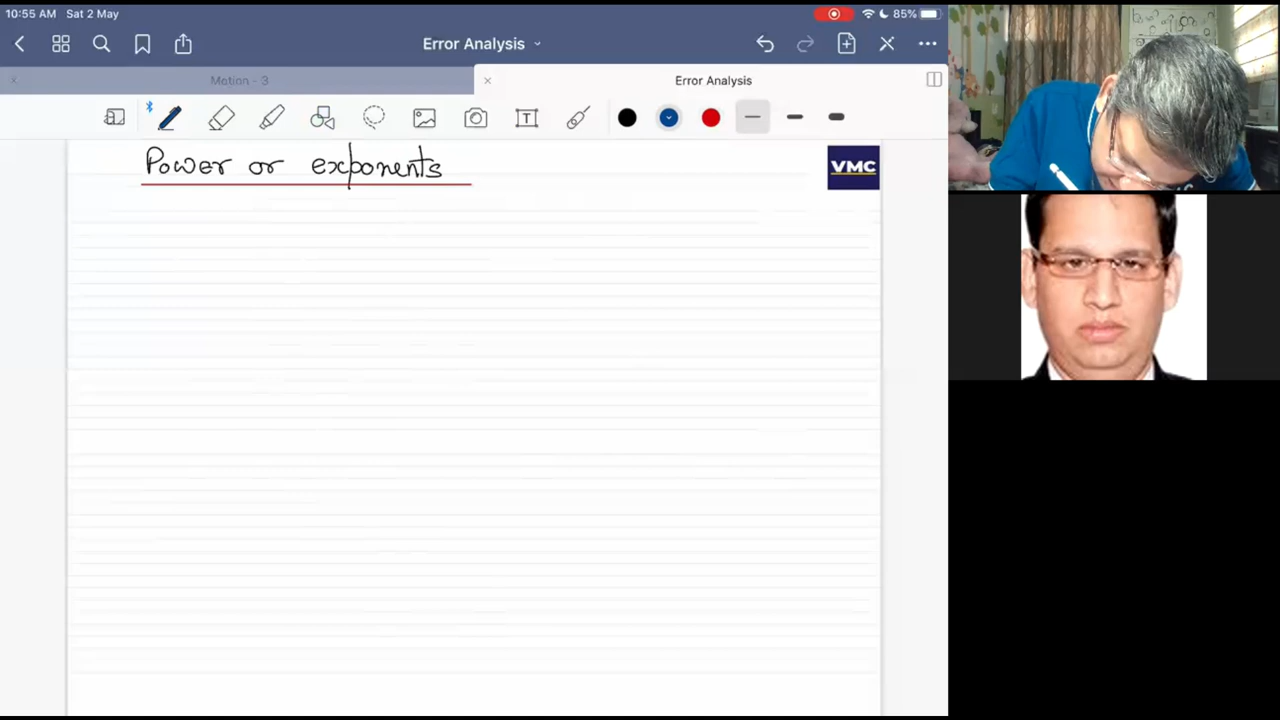 10:55 AM Sat 2 May
85%
Error Analysis
Motion - 3
Error Analysis
T
Power or exponents
VMC